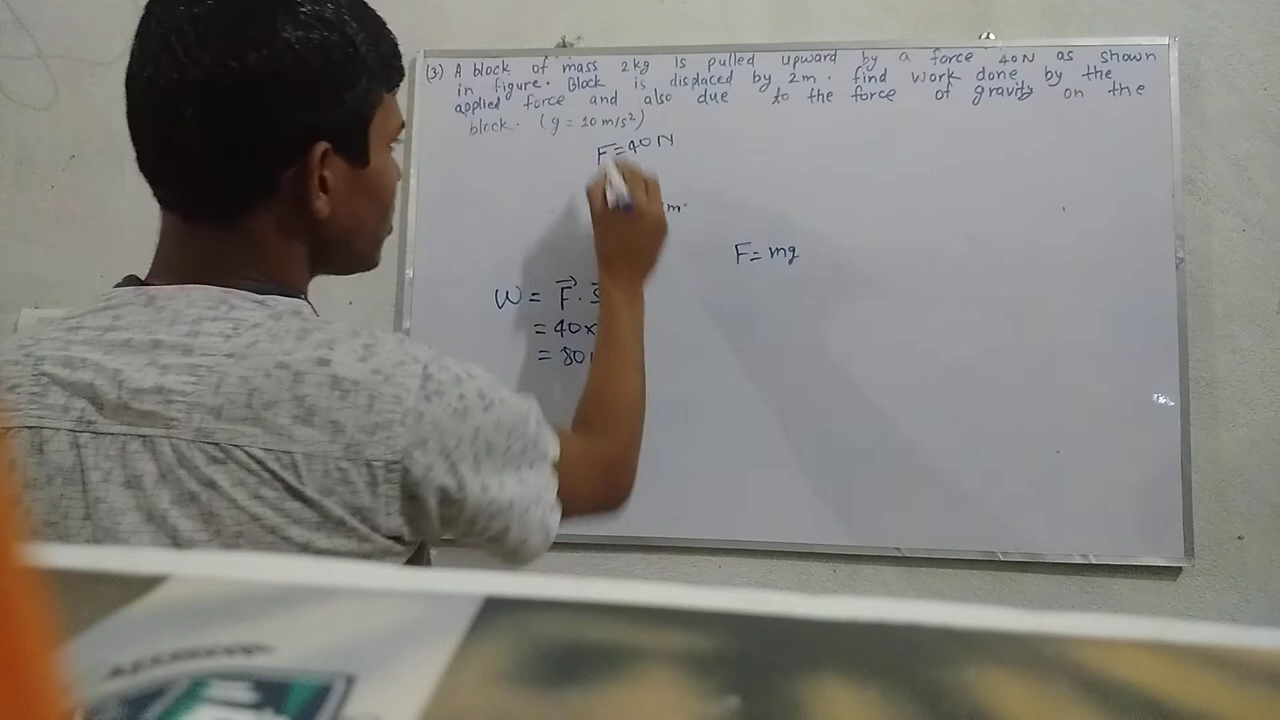 (3) A block of mass 2kg is pulled upward by a force 40N as shown
in figure. Block is displaced by 2m. find work done by the
applied force and also due to the force of gravity on the
block. (g = 10 m/s²)
F=40N
m
F= mg
W = F⃗ .
= 40×
= 80